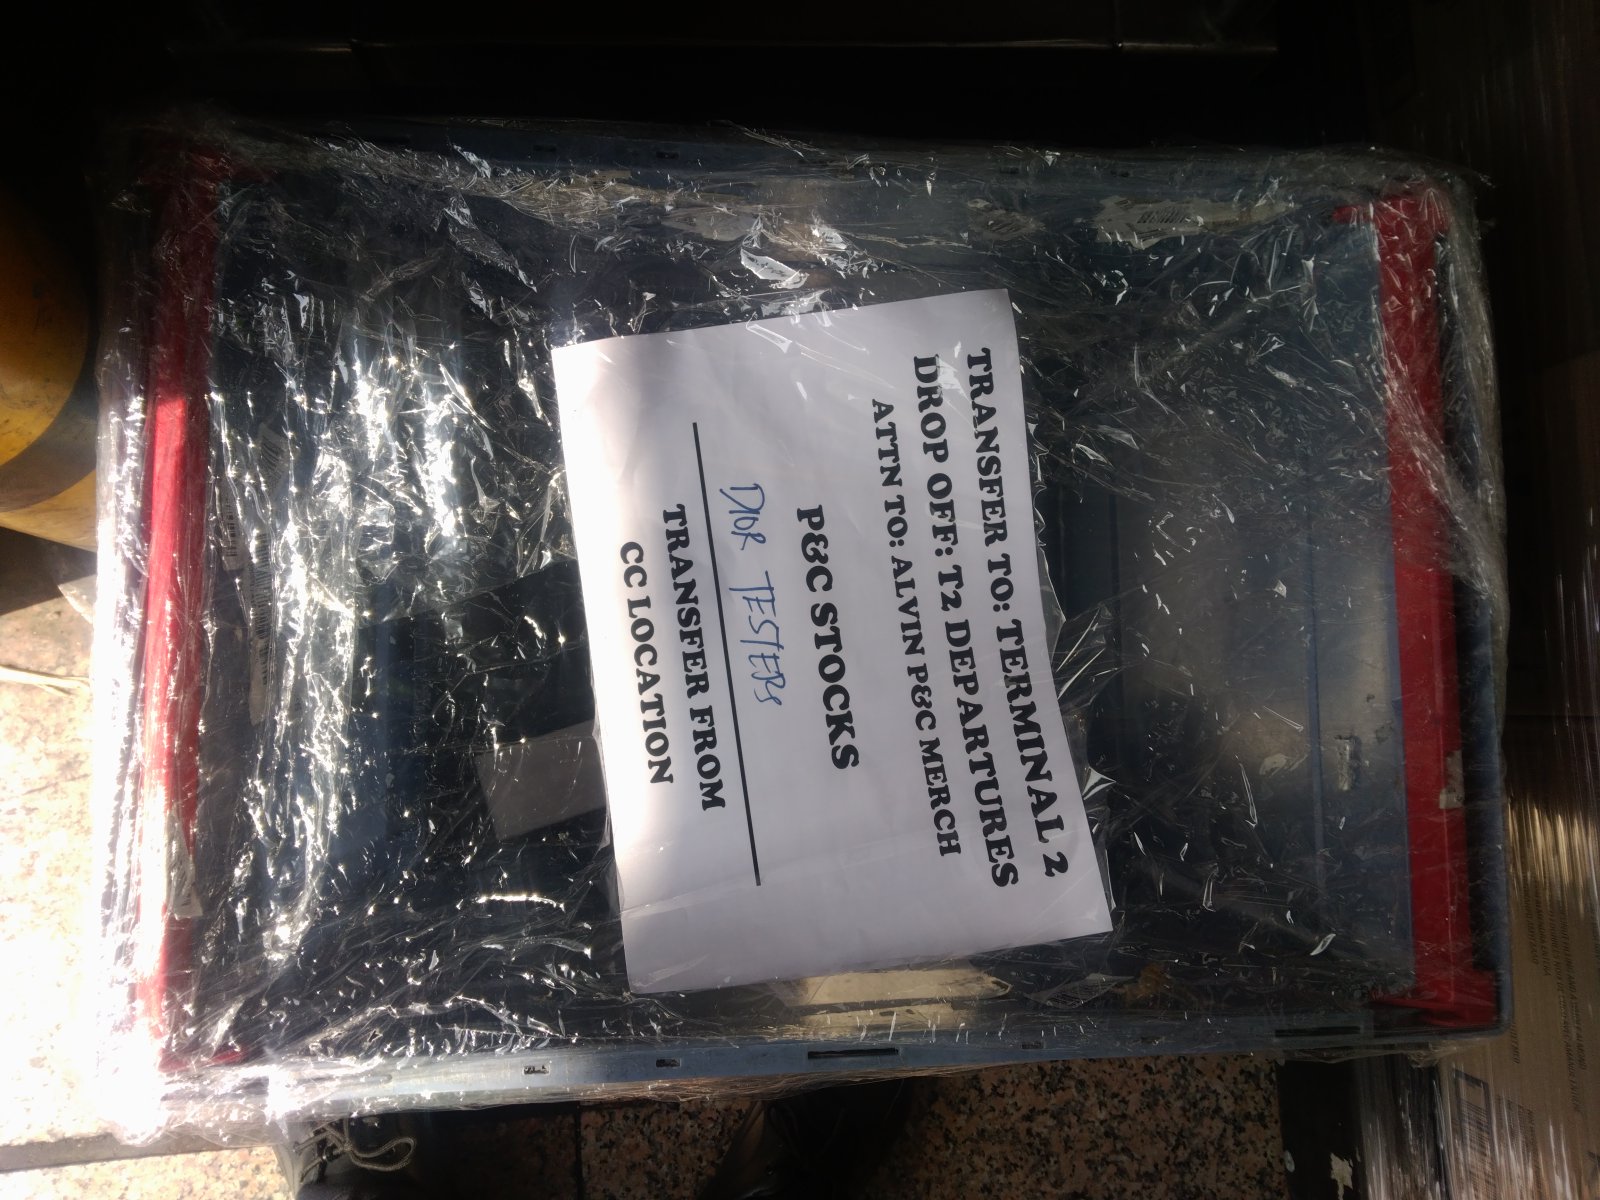 TRANSFER TO: TERMINAL 2
DROP OFF: T2 DEPARTURES
ATTN TO: ALVIN P&C MERCH
P&C STOCKS
DIOR TESTERS
TRANSFER FROM
CC LOCATION